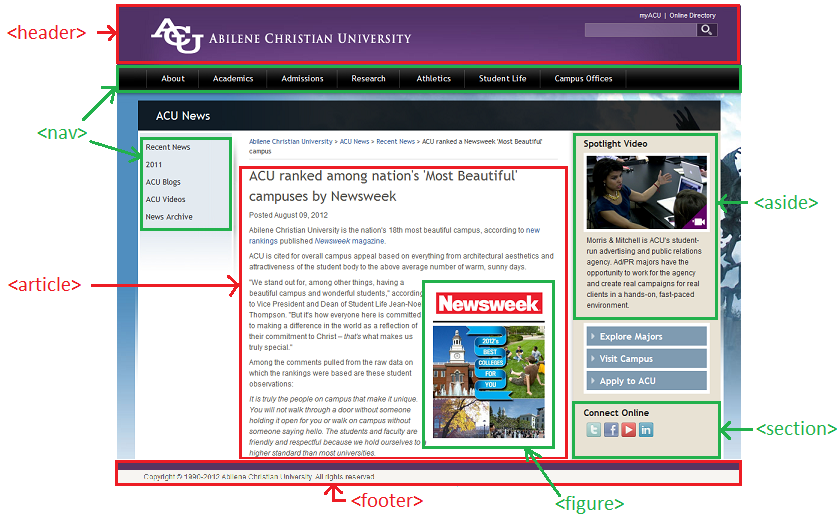 <header>
ACU ABILENE CHRISTIAN UNIVERSITY
myACU | Online Directory
About Academics Admissions Research Athletics Student Life Campus Offices
<nav>
ACU News
Recent News
2011
ACU Blogs
ACU Videos
News Archive
Abilene Christian University > ACU News > Recent News > ACU ranked a Newsweek 'Most Beautiful'
campus
<article>
ACU ranked among nation's 'Most Beautiful'
campuses by Newsweek
Posted August 09, 2012
Abilene Christian University is the nation's 18th most beautiful campus, according to new
rankings published Newsweek magazine.
ACU is cited for overall campus appeal based on everything from architectural aesthetics and
attractiveness of the student body to the above average number of warm, sunny days.
"We stand out for, among other things, having a
beautiful campus and wonderful students," according
to Vice President and Dean of Student Life Jean-Noel
Thompson. "But it's how everyone here is committed
to making a difference in the world as a reflection of
their commitment to Christ – that's what makes us
truly special."
Among the comments pulled from the raw data on
which the rankings were based are these student
observations:
It is truly the people on campus that make it unique.
You will not walk through a door without someone
holding it open for you or walk on campus without
someone saying hello. The students and faculty are
friendly and respectful because we hold ourselves to a
higher standard than most universities.
Newsweek
2012's
BEST
COLLEGES
FOR
YOU
<figure>
Spotlight Video
<aside>
Morris & Mitchell is ACU's student-
run advertising and public relations
agency. Ad/PR majors have the
opportunity to work for the agency
and create real campaigns for real
clients in a hands-on, fast-paced
environment.
Explore Majors
Visit Campus
Apply to ACU
Connect Online
<section>
Copyright © 1990-2012 Abilene Christian University. All rights reserved
<footer>